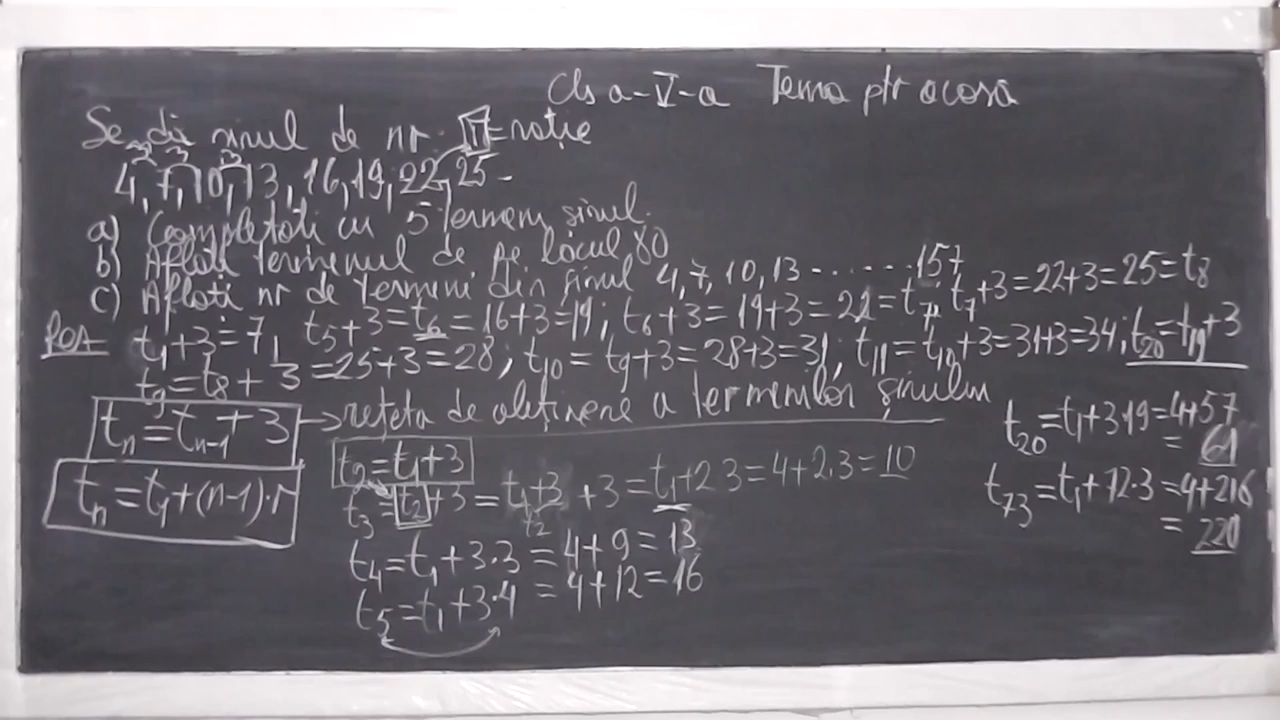 Cls a-V-a Tema ptr acasă
Se dă șirul de nr. r=rație
3 3 3
4, 7, 10, 13, 16, 19, 22, 25
a) Completați cu 5 termeni șirul.
b) Aflați termenul de pe locul 80
c) Aflați nr de termeni din șirul 4, 7, 10, 13 ....... 157
Rez t₁+3=7, t₅+3=t₆=16+3=19; t₆+3=19+3=22=t₇, t₇+3=22+3=25=t₈
t₉=t₈+3=25+3=28; t₁₀=t₉+3=28+3=31; t₁₁=t₁₀+3=31+3=34; t₂₀=t₁₉+3
tₙ=tₙ₋₁+3 → rețeta de obținere a termenilor șirului
tₙ=t₁+(n-1)·r
t₂=t₁+3
t₃=t₂+3=t₁+3+3=t₁+2·3=4+2·3=10
t₂
t₄=t₁+3·3=4+9=13
t₅=t₁+3·4=4+12=16
t₂₀=t₁+3·19=4+57
=61
t₇₃=t₁+72·3=4+216
=220